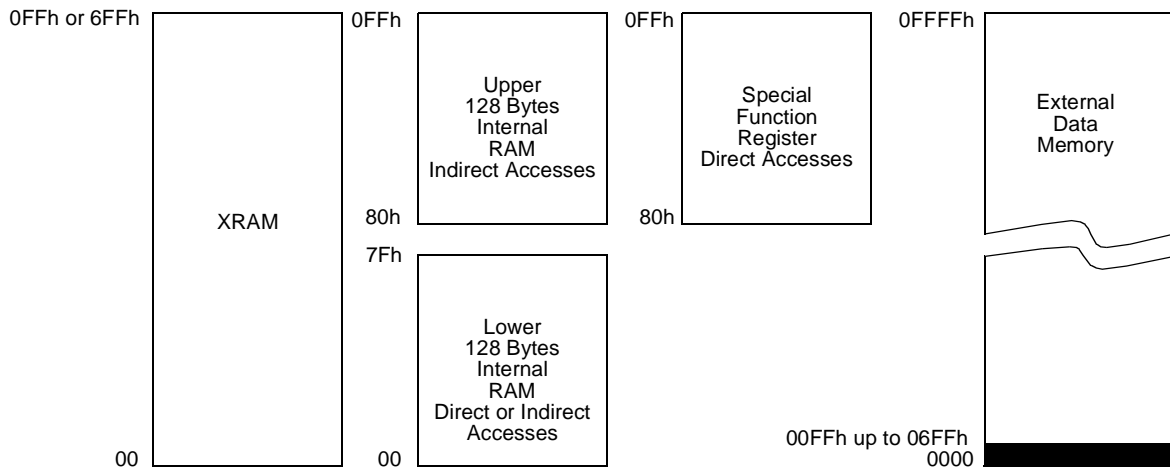 0FFh or 6FFh
XRAM
00
0FFh
Upper
128 Bytes
Internal
RAM
Indirect Accesses
80h
7Fh
Lower
128 Bytes
Internal
RAM
Direct or Indirect
Accesses
00
0FFh
Special
Function
Register
Direct Accesses
80h
0FFFFh
External
Data
Memory
00FFh up to 06FFh
0000